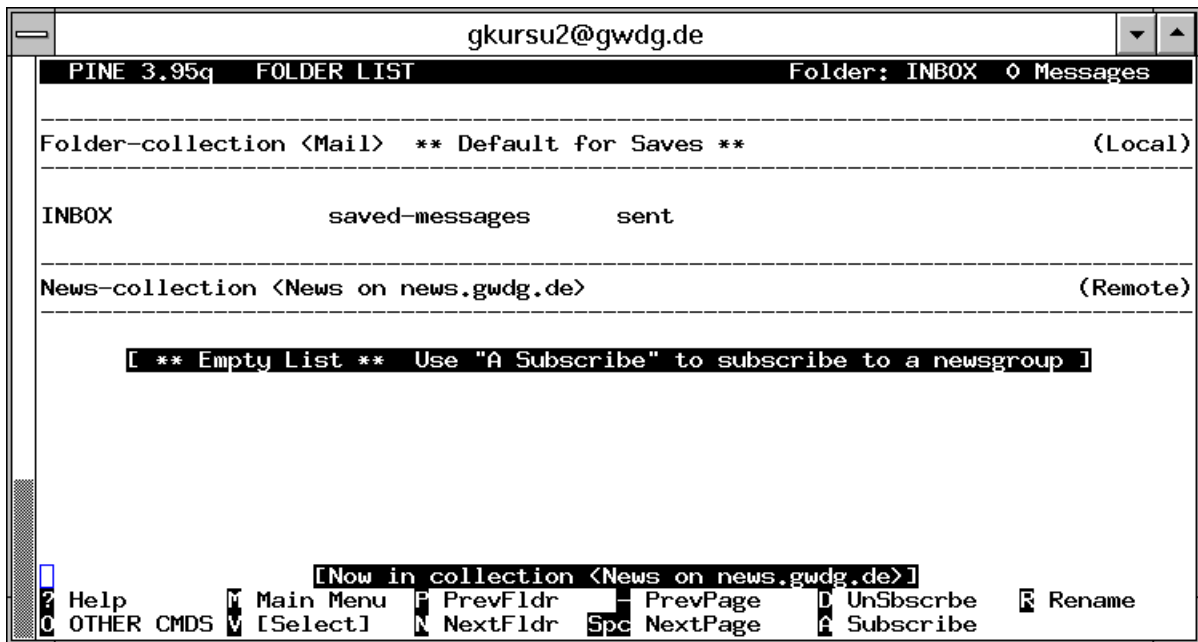 gkursu2@gwdg.de
PINE 3.95q FOLDER LIST Folder: INBOX 0 Messages
Folder-collection <Mail> ** Default for Saves ** (Local)
INBOX saved-messages sent
News-collection <News on news.gwdg.de> (Remote)
[ ** Empty List ** Use "A Subscribe" to subscribe to a newsgroup ]
[Now in collection <News on news.gwdg.de>]
? Help M Main Menu P PrevFldr - PrevPage D UnSbscrbe R Rename
O OTHER CMDS V [Select] N NextFldr Spc NextPage A Subscribe